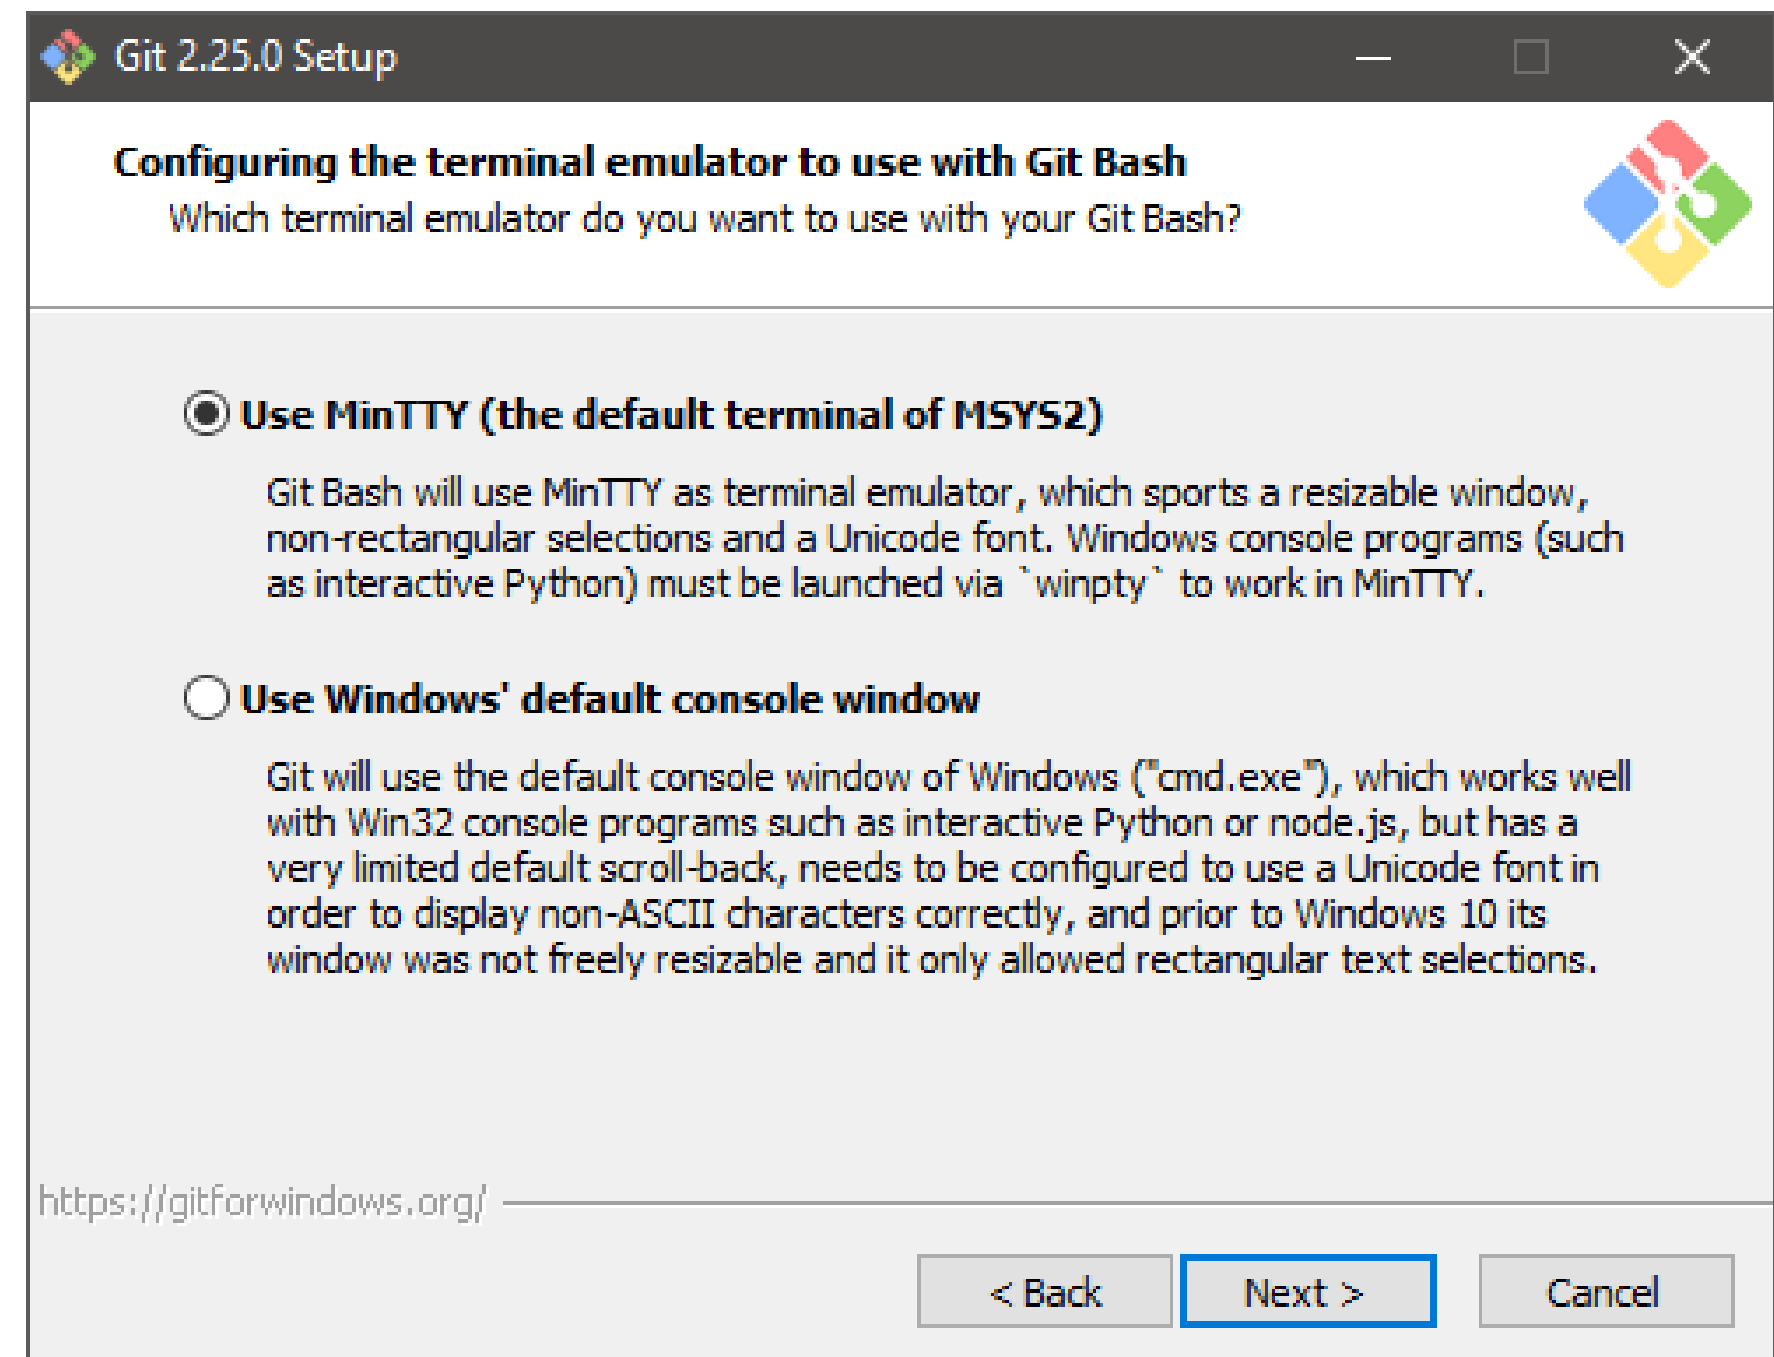 Git 2.25.0 Setup
Configuring the terminal emulator to use with Git Bash
Which terminal emulator do you want to use with your Git Bash?
Use MinTTY (the default terminal of MSYS2)
Git Bash will use MinTTY as terminal emulator, which sports a resizable window,
non-rectangular selections and a Unicode font. Windows console programs (such
as interactive Python) must be launched via `winpty` to work in MinTTY.
Use Windows' default console window
Git will use the default console window of Windows ("cmd.exe"), which works well
with Win32 console programs such as interactive Python or node.js, but has a
very limited default scroll-back, needs to be configured to use a Unicode font in
order to display non-ASCII characters correctly, and prior to Windows 10 its
window was not freely resizable and it only allowed rectangular text selections.
https://gitforwindows.org/
< Back Next > Cancel